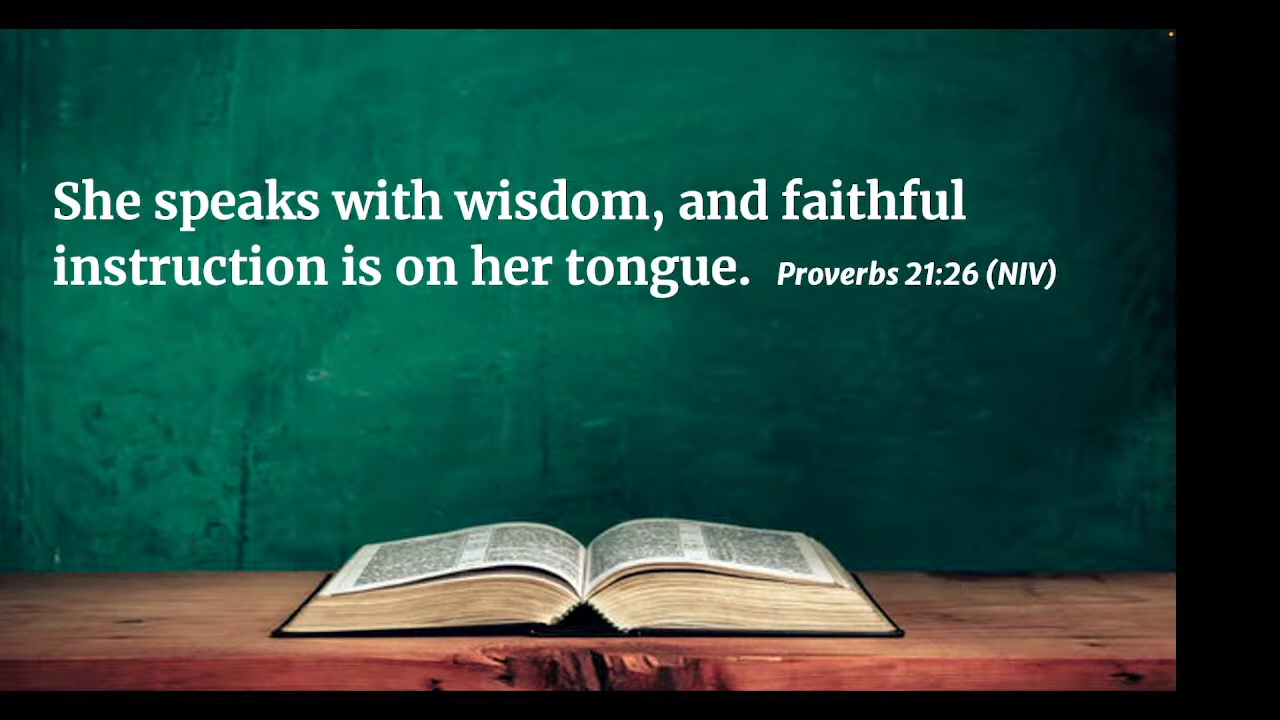 She speaks with wisdom, and faithful
instruction is on her tongue. Proverbs 21:26 (NIV)